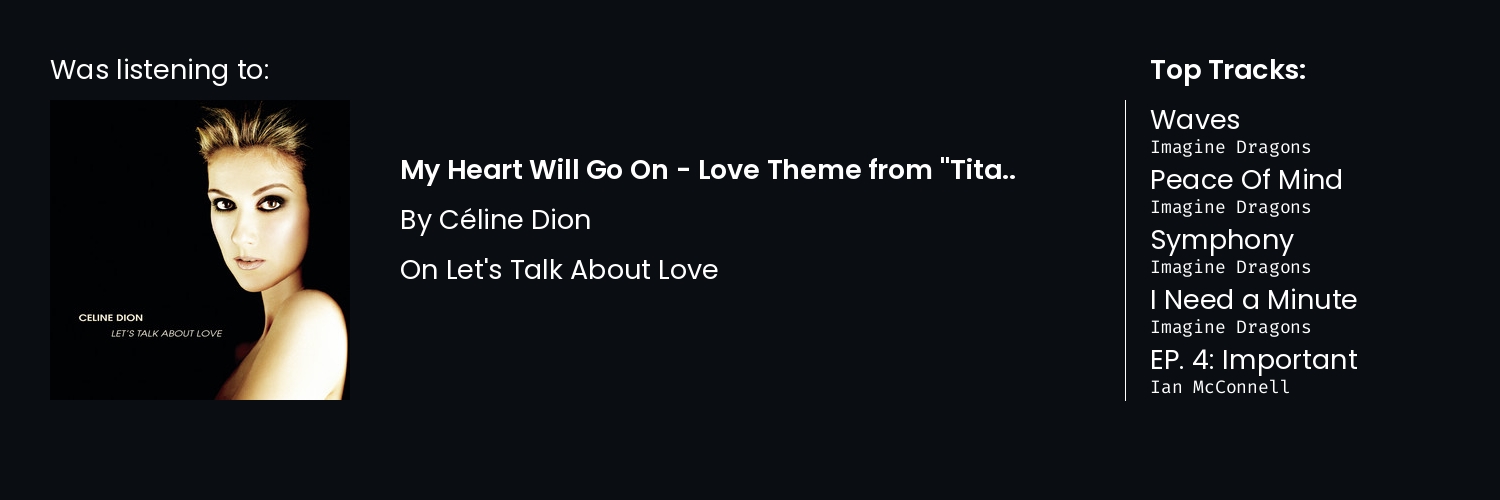 Was listening to:
CELINE DION
LET'S TALK ABOUT LOVE
My Heart Will Go On - Love Theme from "Tita..
By Céline Dion
On Let's Talk About Love
Top Tracks:
Waves
Imagine Dragons
Peace Of Mind
Imagine Dragons
Symphony
Imagine Dragons
I Need a Minute
Imagine Dragons
EP. 4: Important
Ian McConnell